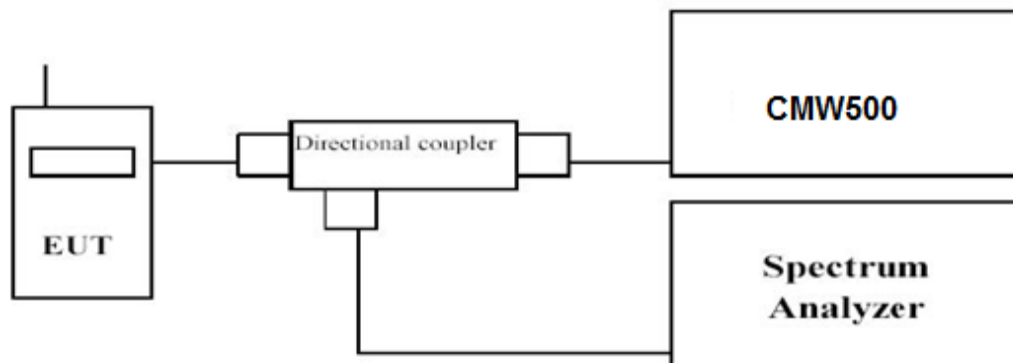 Directional coupler
CMW500
EUT
Spectrum
Analyzer